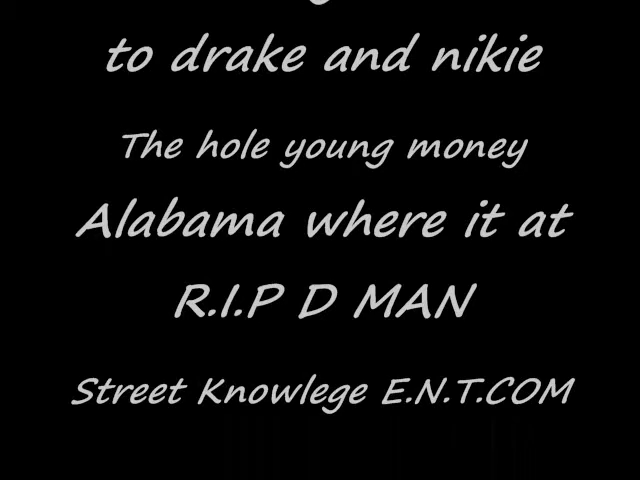 to drake and nikie
The hole young money
Alabama where it at
R.I.P D MAN
Street Knowlege E.N.T.COM